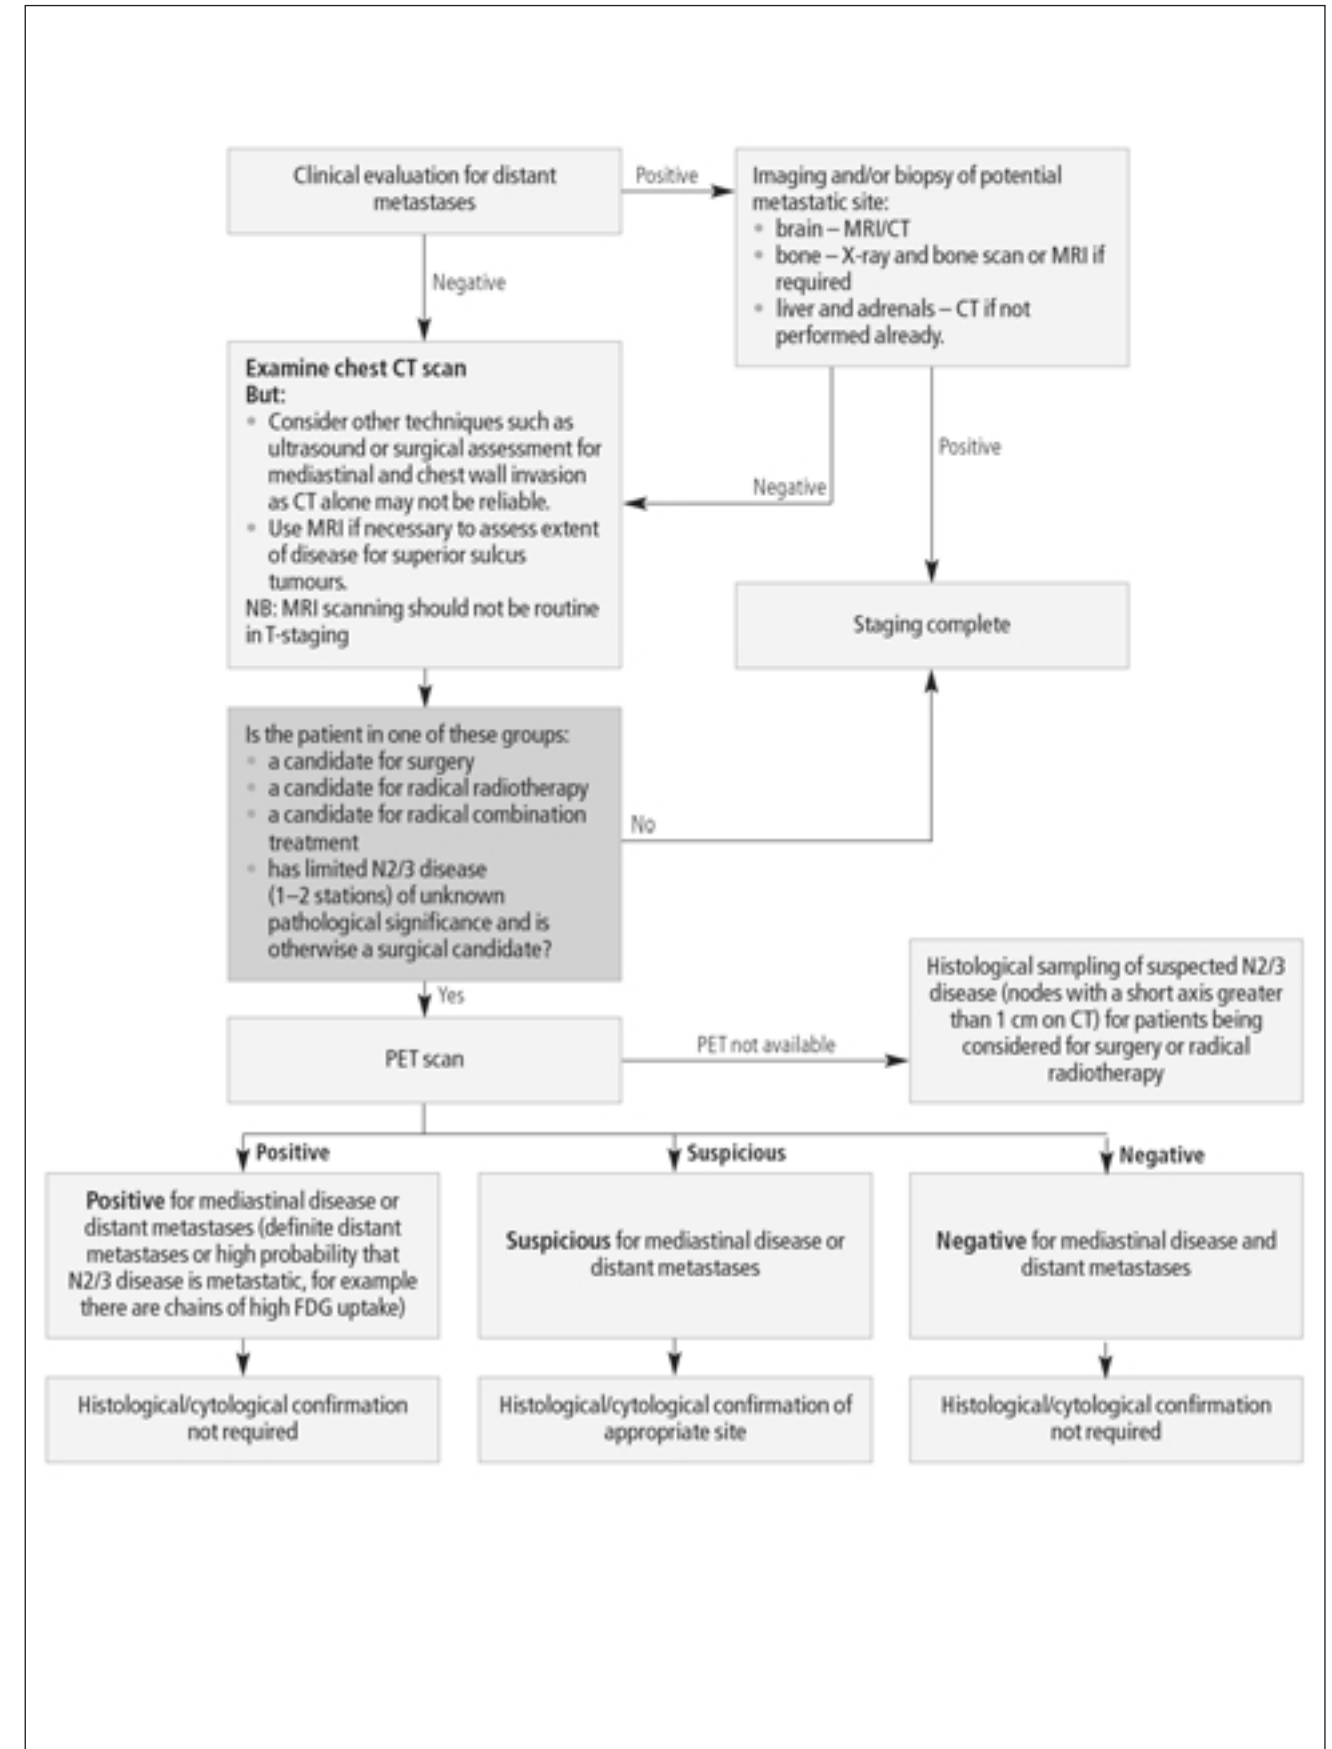 Clinical evaluation for distant
metastases
Positive
Imaging and/or biopsy of potential
metastatic site:
• brain – MRI/CT
• bone – X-ray and bone scan or MRI if
required
• liver and adrenals – CT if not
performed already.
Negative
Examine chest CT scan
But:
• Consider other techniques such as
ultrasound or surgical assessment for
mediastinal and chest wall invasion
as CT alone may not be reliable.
• Use MRI if necessary to assess extent
of disease for superior sulcus
tumours.
NB: MRI scanning should not be routine
in T-staging
Negative
Positive
Staging complete
Is the patient in one of these groups:
• a candidate for surgery
• a candidate for radical radiotherapy
• a candidate for radical combination
treatment
• has limited N2/3 disease
(1–2 stations) of unknown
pathological significance and is
otherwise a surgical candidate?
No
Yes
PET scan
PET not available
Histological sampling of suspected N2/3
disease (nodes with a short axis greater
than 1 cm on CT) for patients being
considered for surgery or radical
radiotherapy
Positive
Suspicious
Negative
Positive for mediastinal disease or
distant metastases (definite distant
metastases or high probability that
N2/3 disease is metastatic, for example
there are chains of high FDG uptake)
Suspicious for mediastinal disease or
distant metastases
Negative for mediastinal disease and
distant metastases
Histological/cytological confirmation
not required
Histological/cytological confirmation of
appropriate site
Histological/cytological confirmation
not required